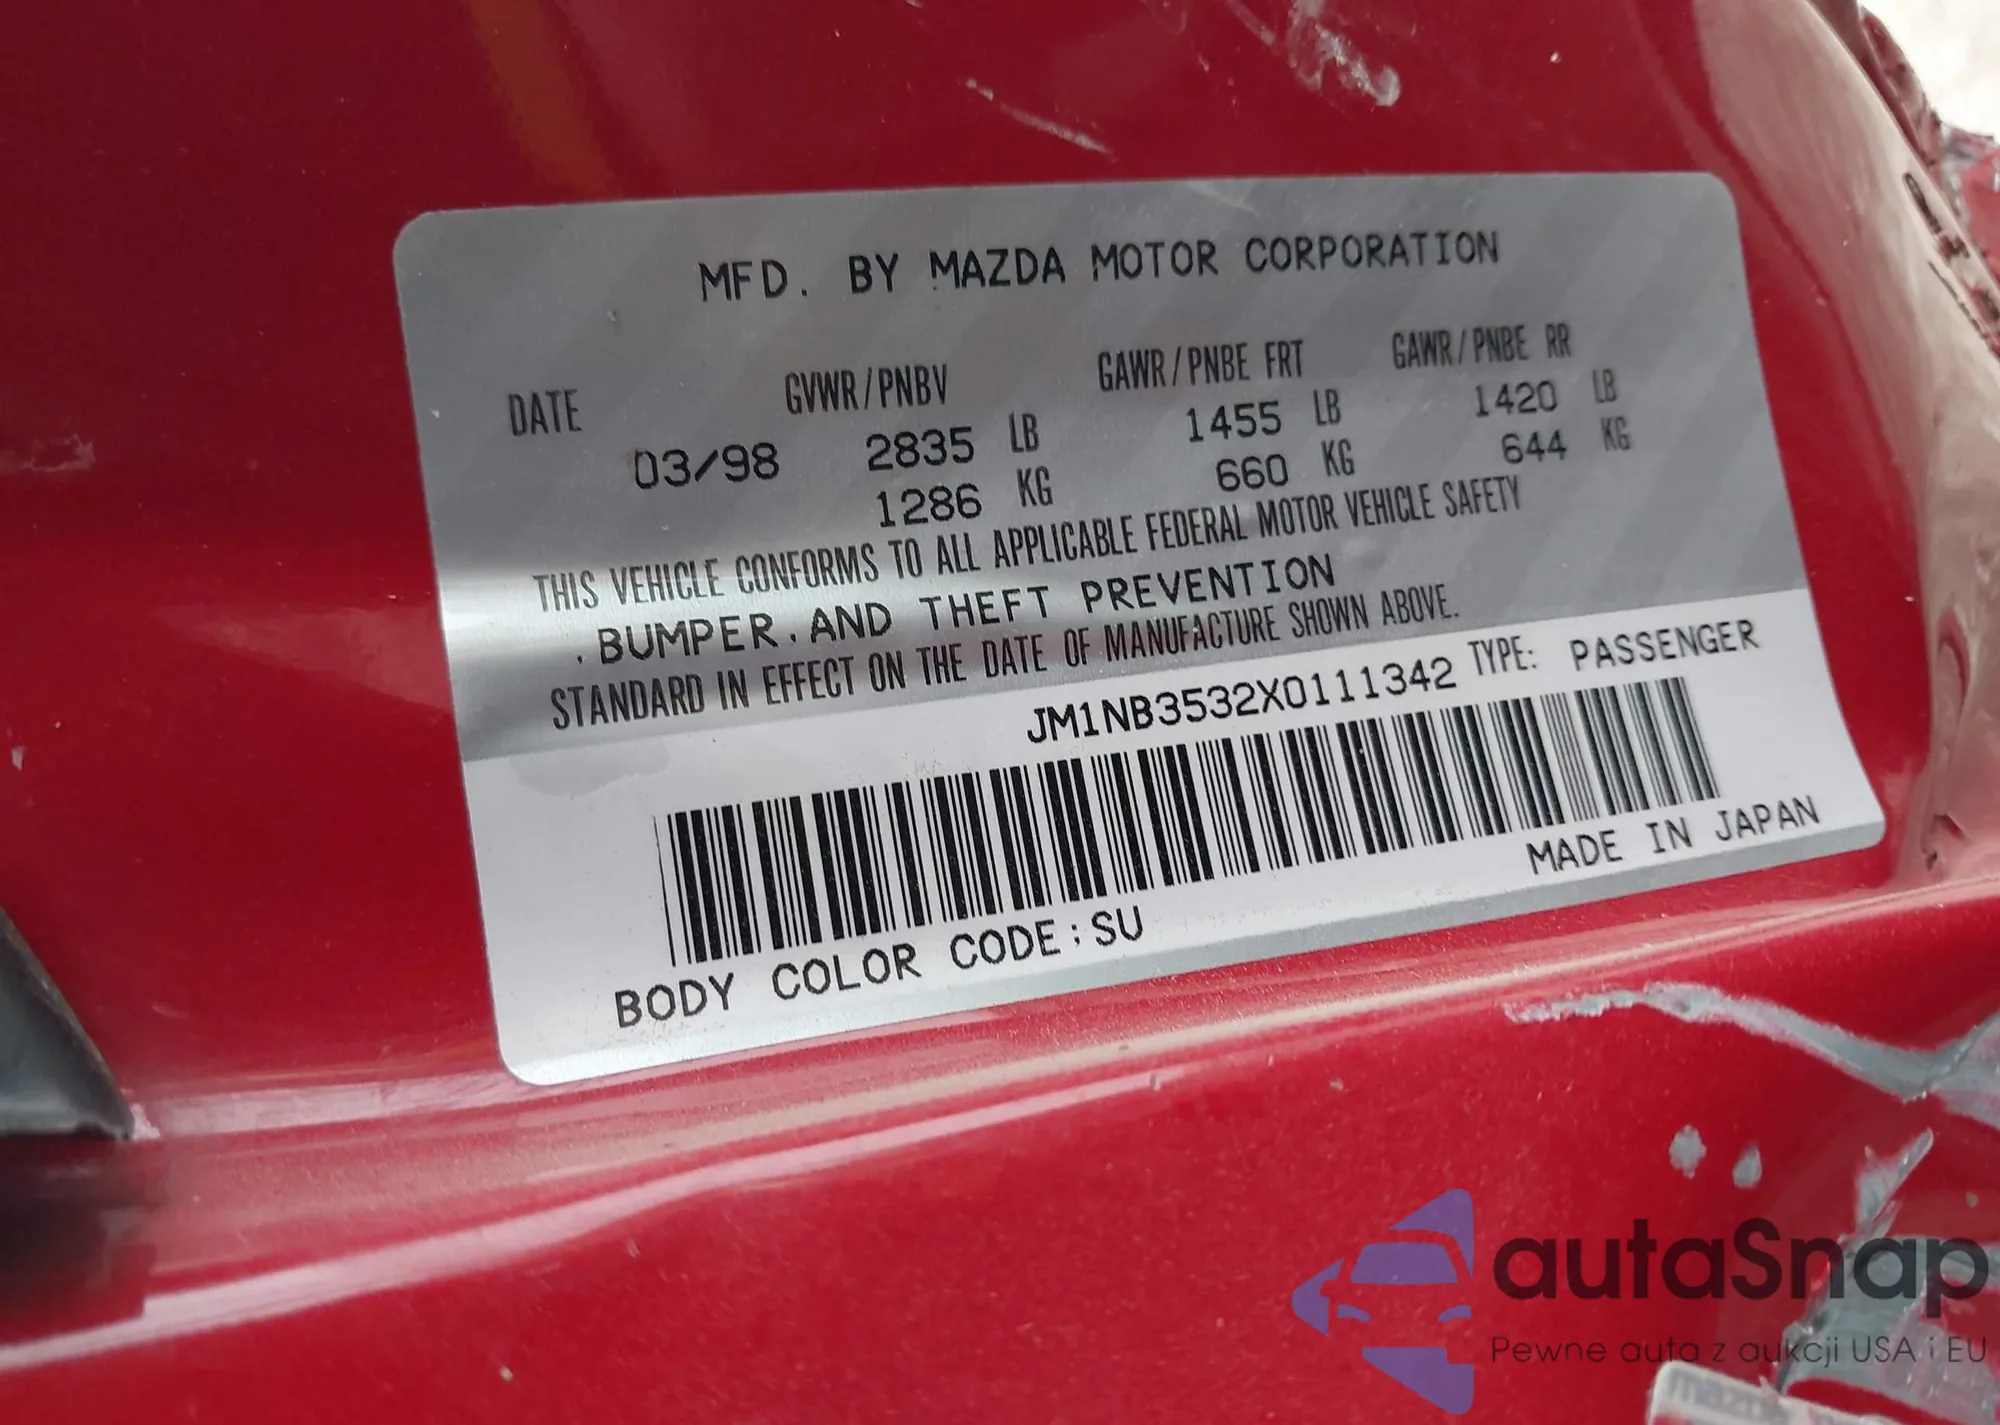 MFD. BY MAZDA MOTOR CORPORATION
DATE GVWR/PNBV GAWR/PNBE FRT GAWR/PNBE RR
03/98 2835 LB 1455 LB 1420 LB
1286 KG 660 KG 644 KG
THIS VEHICLE CONFORMS TO ALL APPLICABLE FEDERAL MOTOR VEHICLE SAFETY
. BUMPER. AND THEFT PREVENTION
STANDARD IN EFFECT ON THE DATE OF MANUFACTURE SHOWN ABOVE.
JM1NB3532X0111342 TYPE: PASSENGER
MADE IN JAPAN
BODY COLOR CODE:SU
autaSnap
Pewne auta z aukcji USA i EU